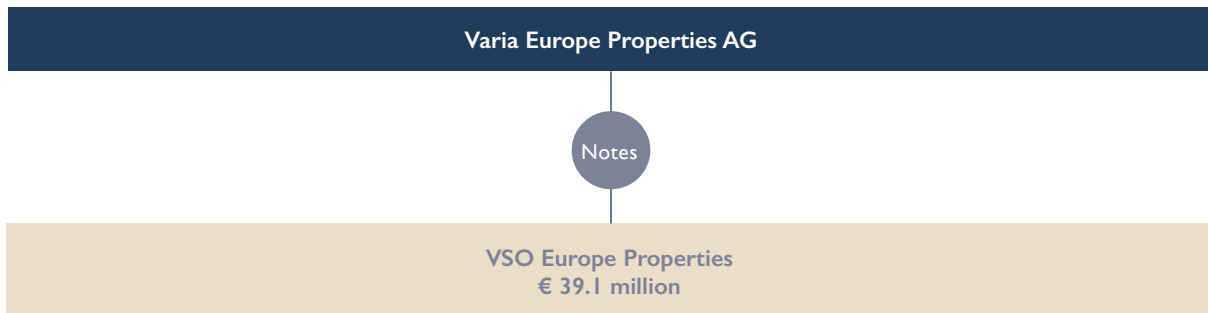 Varia Europe Properties AG
Notes
VSO Europe Properties
€ 39.1 million